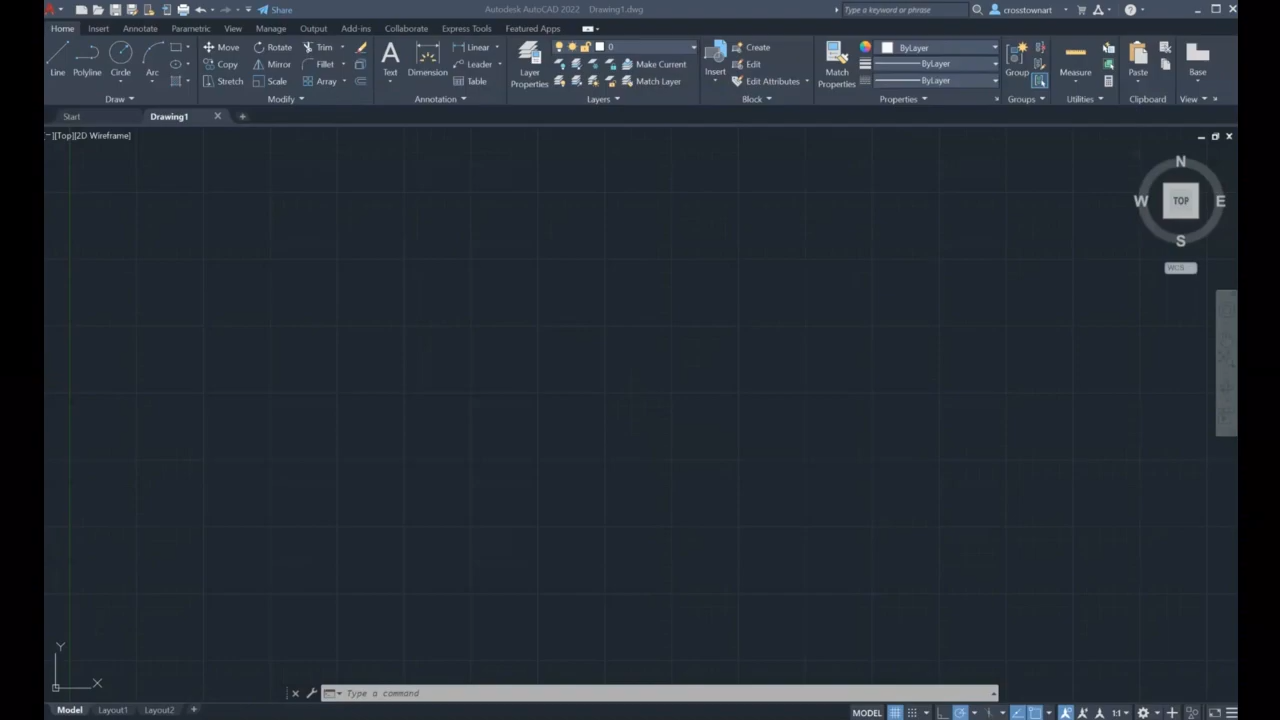 Share
Autodesk AutoCAD 2022 Drawing1.dwg
Type a keyword or phrase
crosstownart
Home Insert Annotate Parametric View Manage Output Add-ins Collaborate Express Tools Featured Apps
Line Polyline Circle Arc
Draw
Move Rotate Trim
Copy Mirror Fillet
Stretch Scale Array
Modify
Text Dimension
Linear
Leader
Table
Annotation
Layer Properties
0
Make Current
Match Layer
Layers
Insert
Create
Edit
Edit Attributes
Block
Match Properties
ByLayer
ByLayer
ByLayer
Properties
Group
Groups
Measure
Utilities
Paste
Clipboard
Base
View
Start Drawing1
][Top][2D Wireframe]
N
W TOP E
S
WCS
Y
X
Type a command
Model Layout1 Layout2
MODEL 1:1